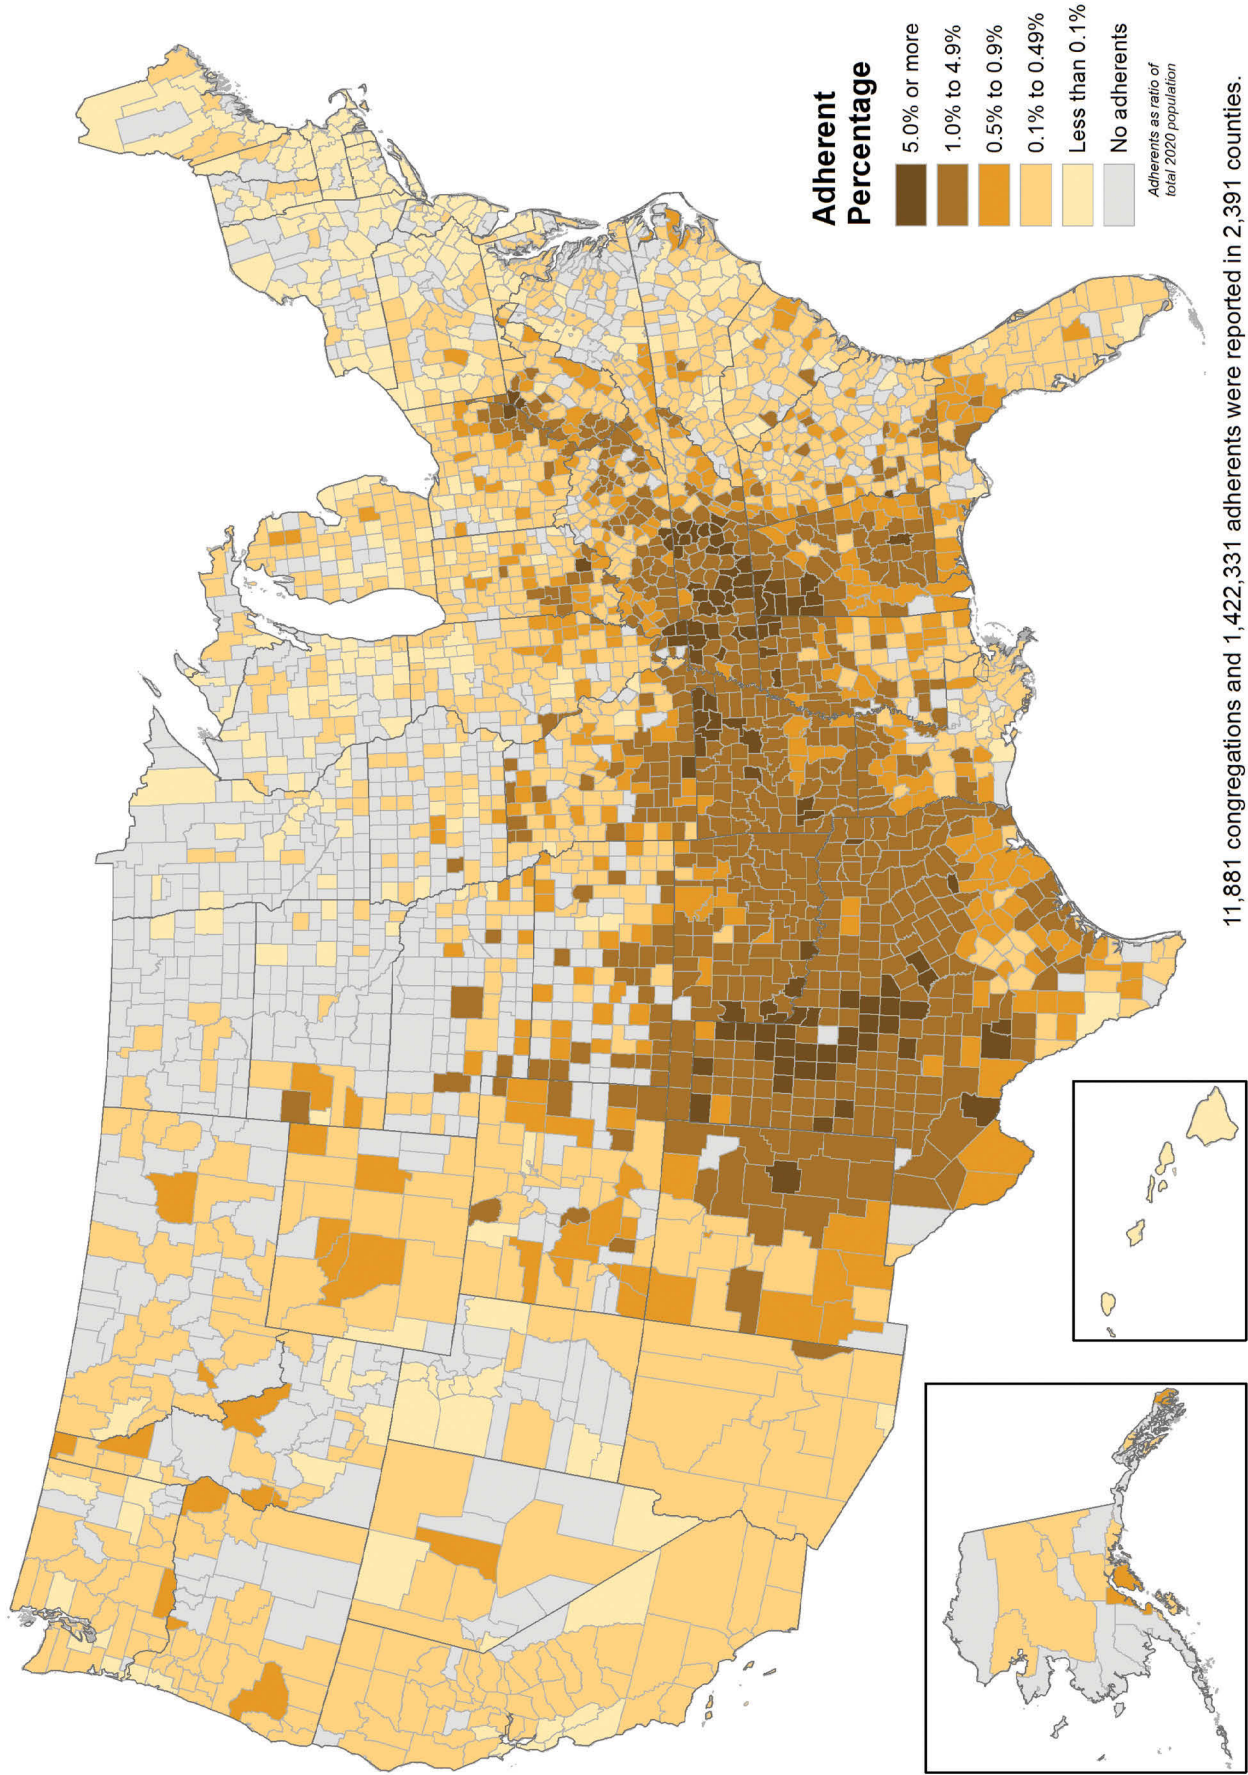 Adherent
Percentage
5.0% or more
1.0% to 4.9%
0.5% to 0.9%
0.1% to 0.49%
Less than 0.1%
No adherents
Adherents as ratio of
total 2020 population
11,881 congregations and 1,422,331 adherents were reported in 2,391 counties.